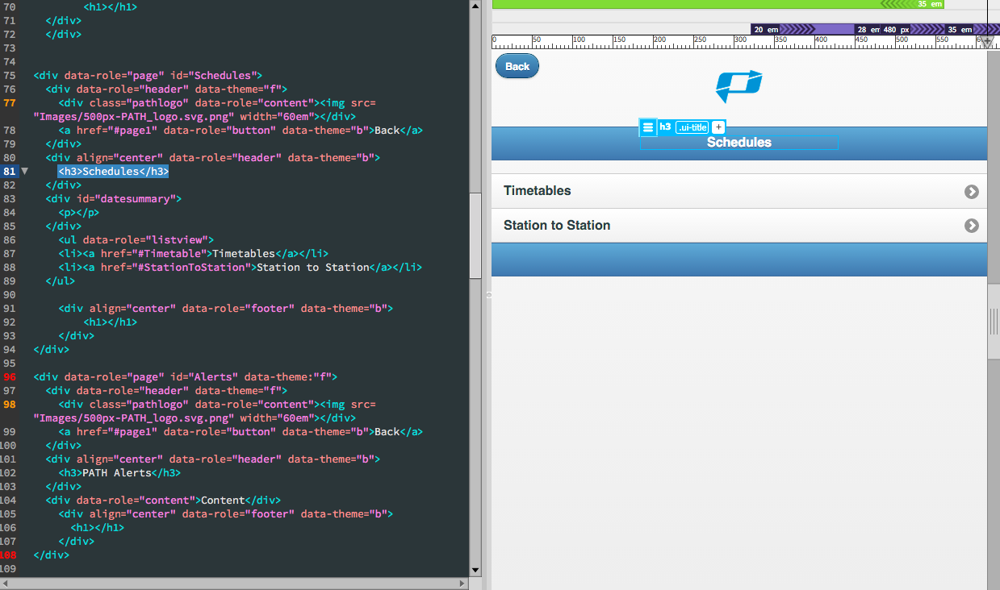 70 <h1></h1>
71 </div>
72 </div>
73
74
75 <div data-role="page" id="Schedules">
76 <div data-role="header" data-theme="f">
77 <div class="pathlogo" data-role="content"><img src=
"Images/500px-PATH_logo.svg.png" width="60em"></div>
78 <a href="#page1" data-role="button" data-theme="b">Back</a>
79 </div>
80 <div align="center" data-role="header" data-theme="b">
81 <h3>Schedules</h3>
82 </div>
83 <div id="datesummary">
84 <p></p>
85 </div>
86 <ul data-role="listview">
87 <li><a href="#Timetable">Timetables</a></li>
88 <li><a href="#StationToStation">Station to Station</a></li>
89 </ul>
90
91 <div align="center" data-role="footer" data-theme="b">
92 <h1></h1>
93 </div>
94 </div>
95
96 <div data-role="page" id="Alerts" data-theme:"f">
97 <div data-role="header" data-theme="f">
98 <div class="pathlogo" data-role="content"><img src=
"Images/500px-PATH_logo.svg.png" width="60em"></div>
99 <a href="#page1" data-role="button" data-theme="b">Back</a>
100 </div>
101 <div align="center" data-role="header" data-theme="b">
102 <h3>PATH Alerts</h3>
103 </div>
104 <div data-role="content">Content</div>
105 <div align="center" data-role="footer" data-theme="b">
106 <h1></h1>
107 </div>
108 </div>
109
35 em
20 em 28 em 480 px 35 em
0 50 100 150 200 250 300 350 400 450 500 550
Back
h3 .ui-title +
Schedules
Timetables
Station to Station